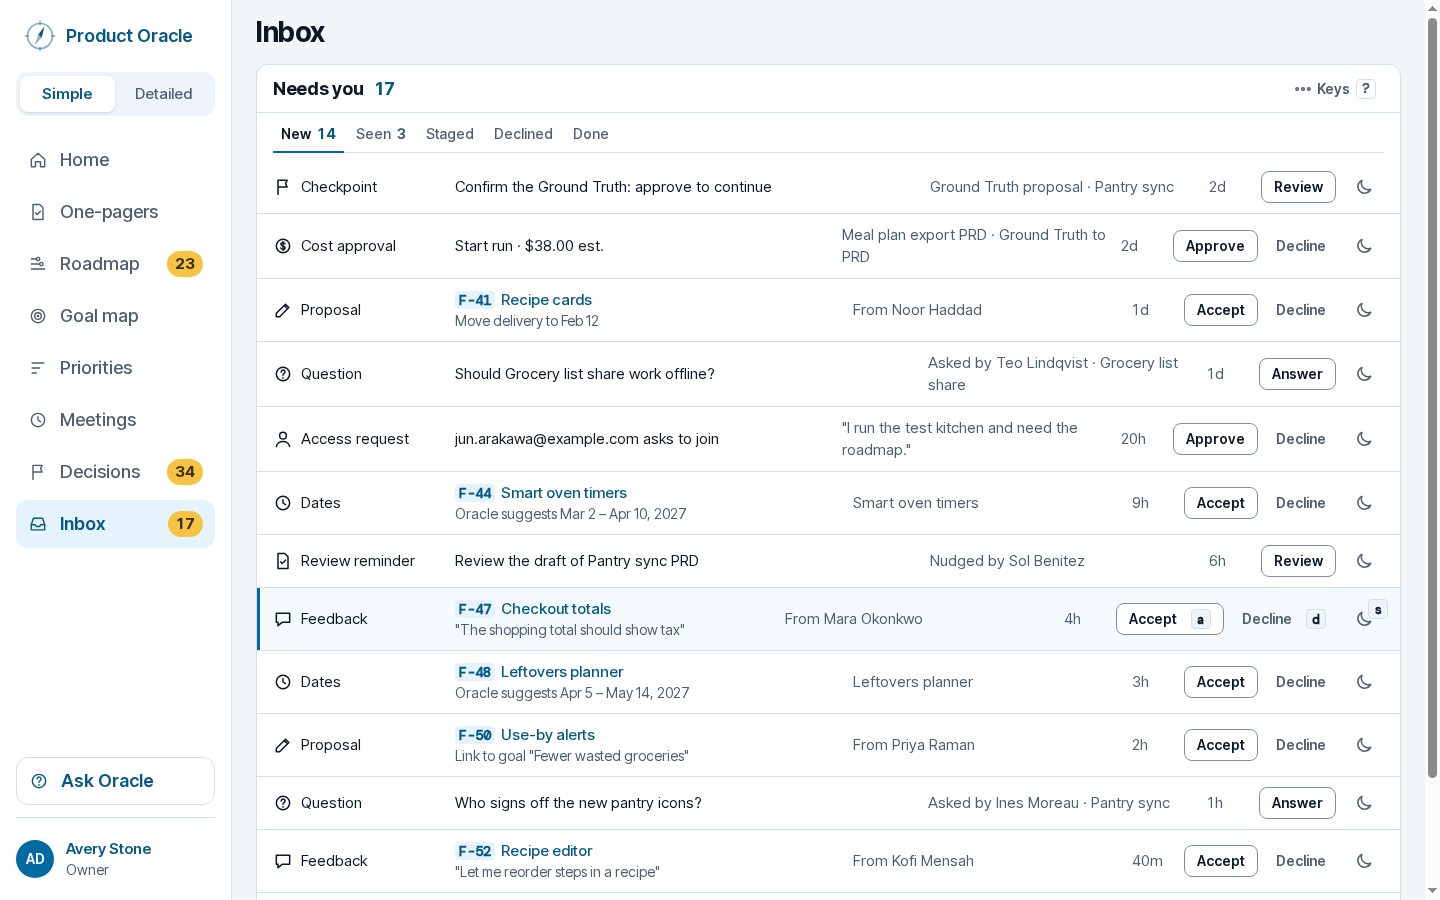 Product Oracle
Simple
Detailed
Home
One-pagers
Roadmap 23
Goal map
Priorities
Meetings
Decisions 34
Inbox 17
Ask Oracle
AD
Avery Stone
Owner
Inbox
Needs you 17
Keys ?
New 14
Seen 3
Staged
Declined
Done
Checkpoint
Confirm the Ground Truth: approve to continue
Ground Truth proposal · Pantry sync
2d
Review
Cost approval
Start run · $38.00 est.
Meal plan export PRD · Ground Truth to
PRD
2d
Approve
Decline
Proposal
F-41 Recipe cards
Move delivery to Feb 12
From Noor Haddad
1d
Accept
Decline
Question
Should Grocery list share work offline?
Asked by Teo Lindqvist · Grocery list
share
1d
Answer
Access request
jun.arakawa@example.com asks to join
"I run the test kitchen and need the
roadmap."
20h
Approve
Decline
Dates
F-44 Smart oven timers
Oracle suggests Mar 2 – Apr 10, 2027
Smart oven timers
9h
Accept
Decline
Review reminder
Review the draft of Pantry sync PRD
Nudged by Sol Benitez
6h
Review
Feedback
F-47 Checkout totals
"The shopping total should show tax"
From Mara Okonkwo
4h
Accept a
Decline d
s
Dates
F-48 Leftovers planner
Oracle suggests Apr 5 – May 14, 2027
Leftovers planner
3h
Accept
Decline
Proposal
F-50 Use-by alerts
Link to goal "Fewer wasted groceries"
From Priya Raman
2h
Accept
Decline
Question
Who signs off the new pantry icons?
Asked by Ines Moreau · Pantry sync
1h
Answer
Feedback
F-52 Recipe editor
"Let me reorder steps in a recipe"
From Kofi Mensah
40m
Accept
Decline